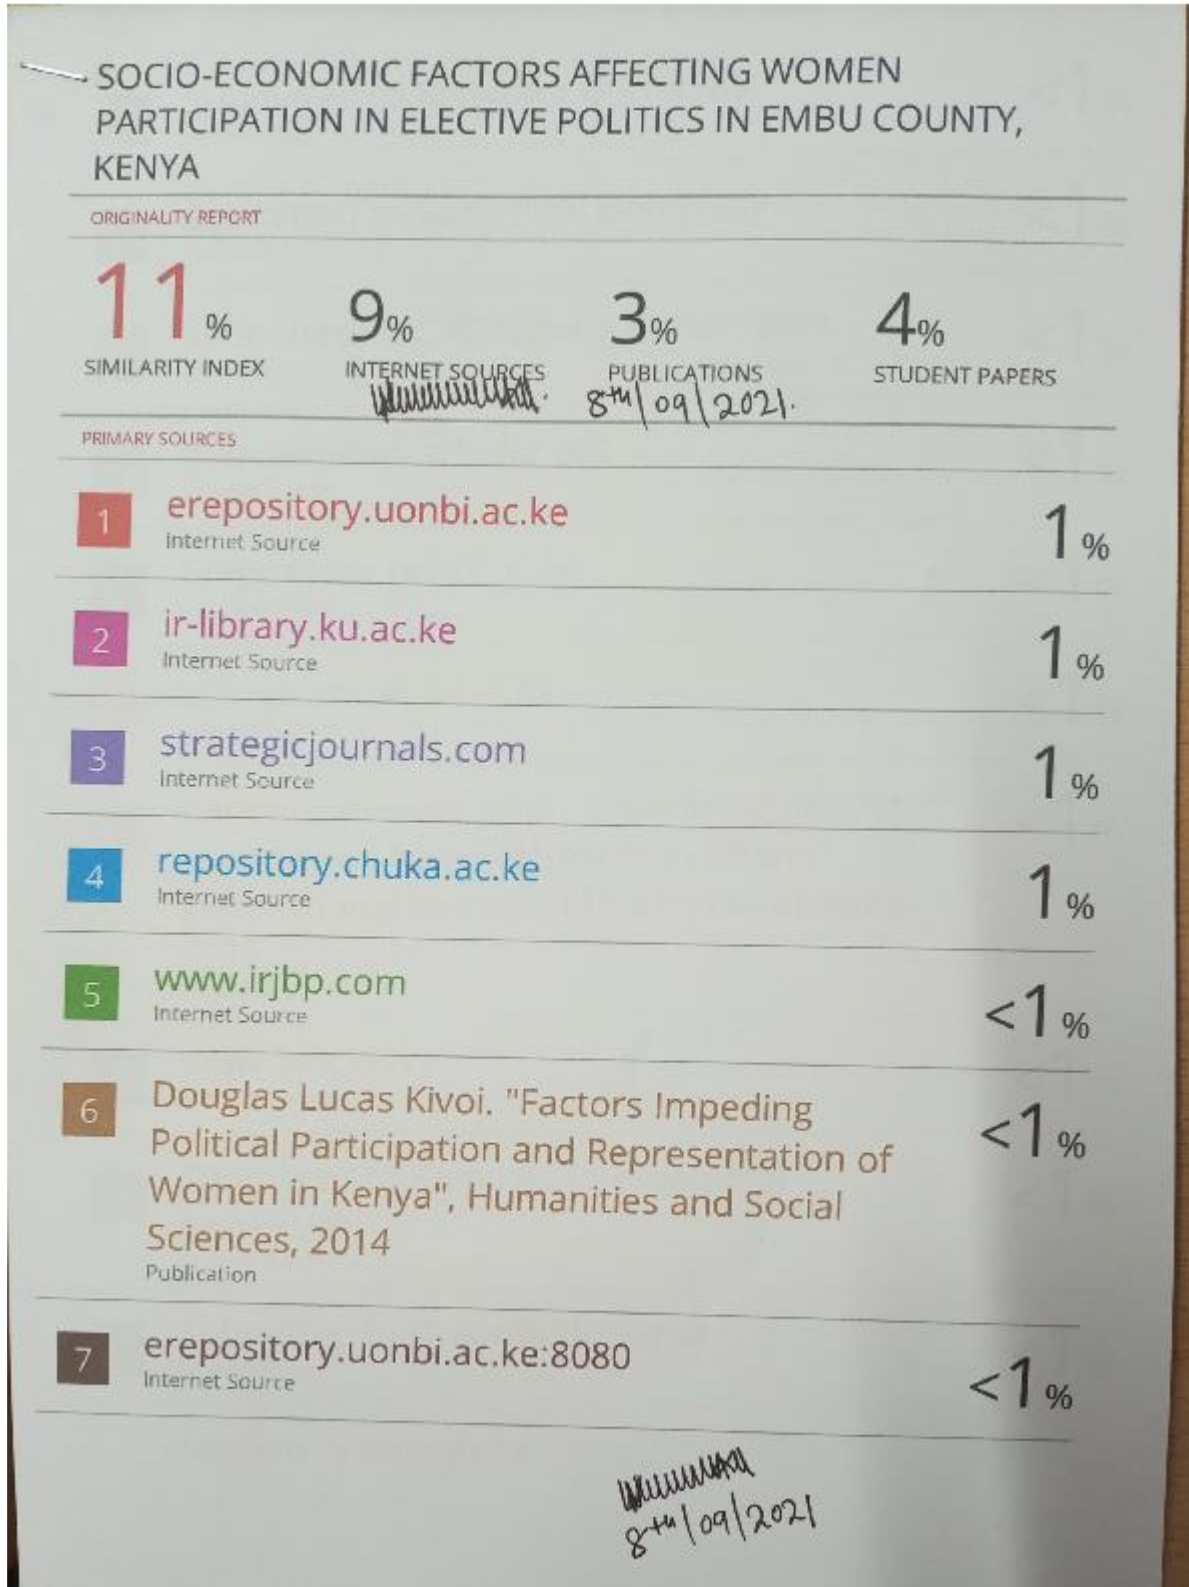 SOCIO-ECONOMIC FACTORS AFFECTING WOMEN
PARTICIPATION IN ELECTIVE POLITICS IN EMBU COUNTY,
KENYA
ORIGINALITY REPORT
11%
SIMILARITY INDEX
9%
INTERNET SOURCES
3%
PUBLICATIONS
4%
STUDENT PAPERS
8th/09/2021.
PRIMARY SOURCES
1 erepository.uonbi.ac.ke
Internet Source
1%
2 ir-library.ku.ac.ke
Internet Source
1%
3 strategicjournals.com
Internet Source
1%
4 repository.chuka.ac.ke
Internet Source
1%
5 www.irjbp.com
Internet Source
<1%
6 Douglas Lucas Kivoi. "Factors Impeding
Political Participation and Representation of
Women in Kenya", Humanities and Social
Sciences, 2014
Publication
<1%
7 erepository.uonbi.ac.ke:8080
Internet Source
<1%
8th/09/2021